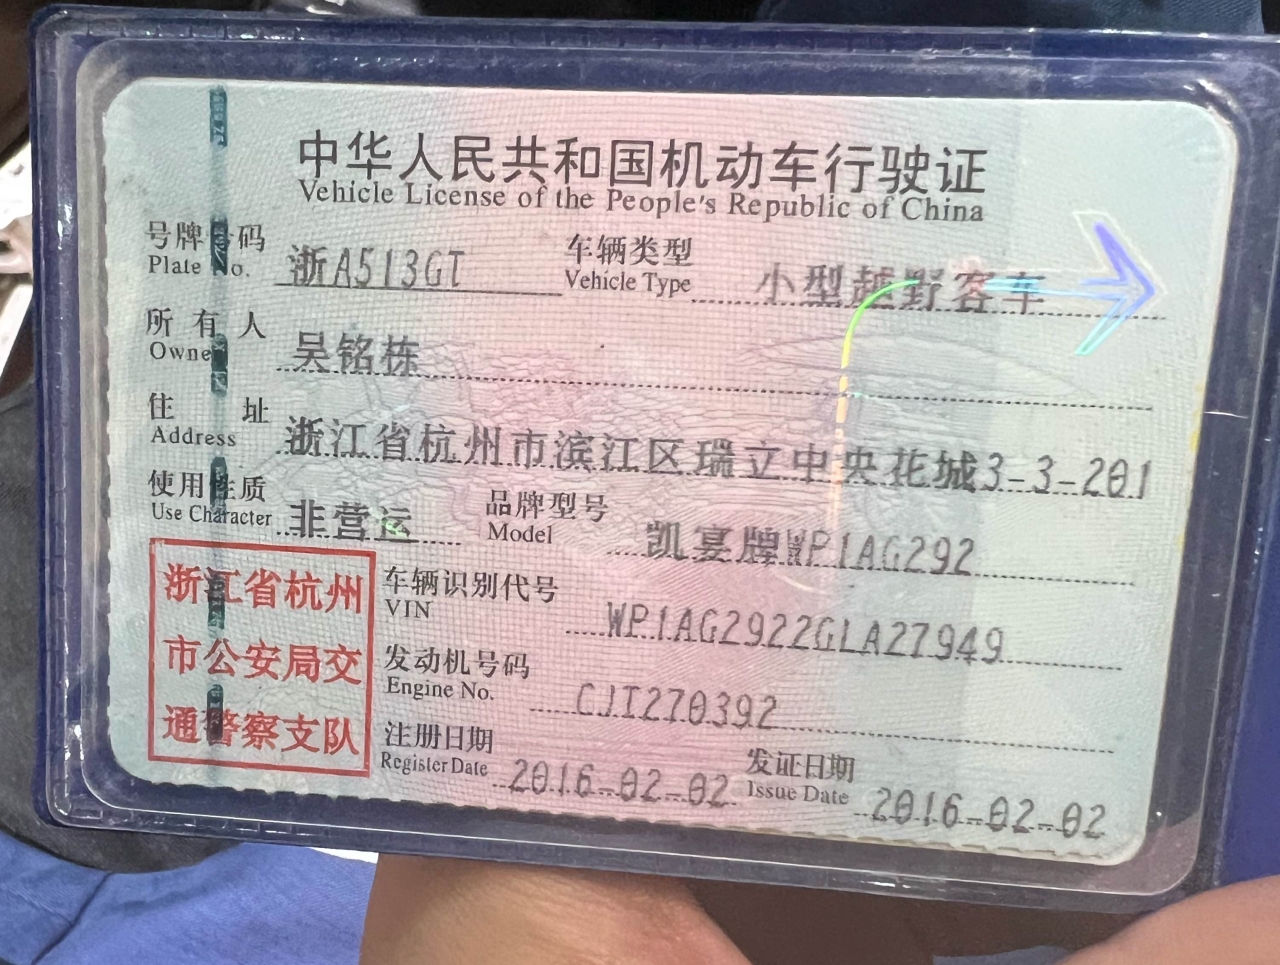 中华人民共和国机动车行驶证
Vehicle License of the People's Republic of China
号牌号码 浙A513GT 车辆类型 小型越野客车
Plate No. Vehicle Type
所有人 吴铭栋
Owner
住址 浙江省杭州市滨江区瑞立中央花城3-3-201
Address
使用性质 非营运 品牌型号 凯宴牌WP1AG292
Use Character Model
浙江省杭州
市公安局交
通警察支队
车辆识别代号 WP1AG2922GLA27949
VIN
发动机号码 CJT270392
Engine No.
注册日期 2016-02-02 发证日期 2016-02-02
Register Date Issue Date